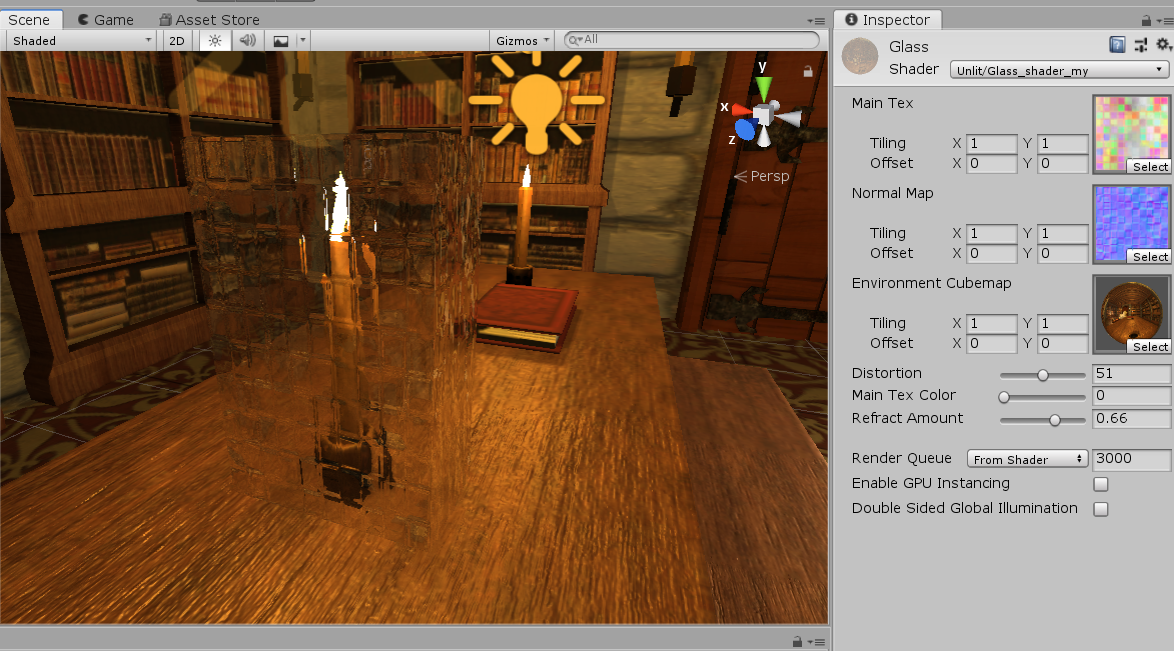 Scene Game Asset Store
Shaded 2D Gizmos All
y
x
z
Persp
Inspector
Glass
Shader Unlit/Glass_shader_my
Main Tex
Tiling X 1 Y 1
Offset X 0 Y 0
Select
Normal Map
Tiling X 1 Y 1
Offset X 0 Y 0
Select
Environment Cubemap
Tiling X 1 Y 1
Offset X 0 Y 0
Select
Distortion 51
Main Tex Color 0
Refract Amount 0.66
Render Queue From Shader 3000
Enable GPU Instancing
Double Sided Global Illumination